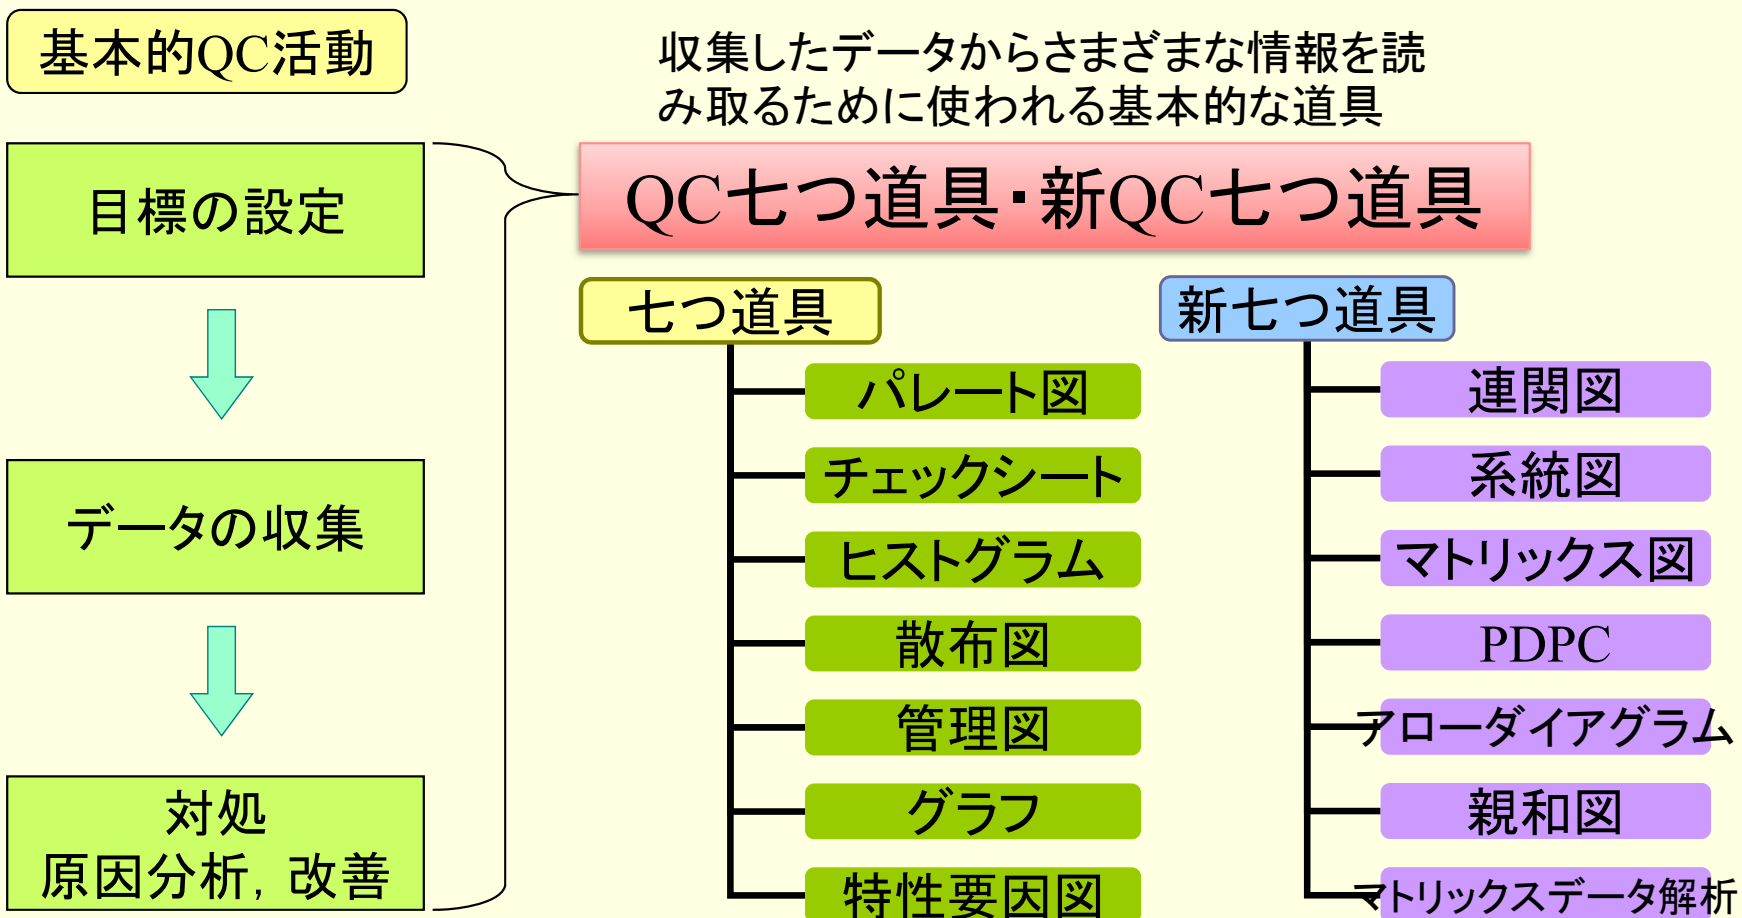 基本的QC活動
収集したデータからさまざまな情報を読
み取るために使われる基本的な道具
目標の設定
データの収集
対処
原因分析, 改善
QC七つ道具・新QC七つ道具
七つ道具
パレート図
チェックシート
ヒストグラム
散布図
管理図
グラフ
特性要因図
新七つ道具
連関図
系統図
マトリックス図
PDPC
アローダイアグラム
親和図
マトリックスデータ解析